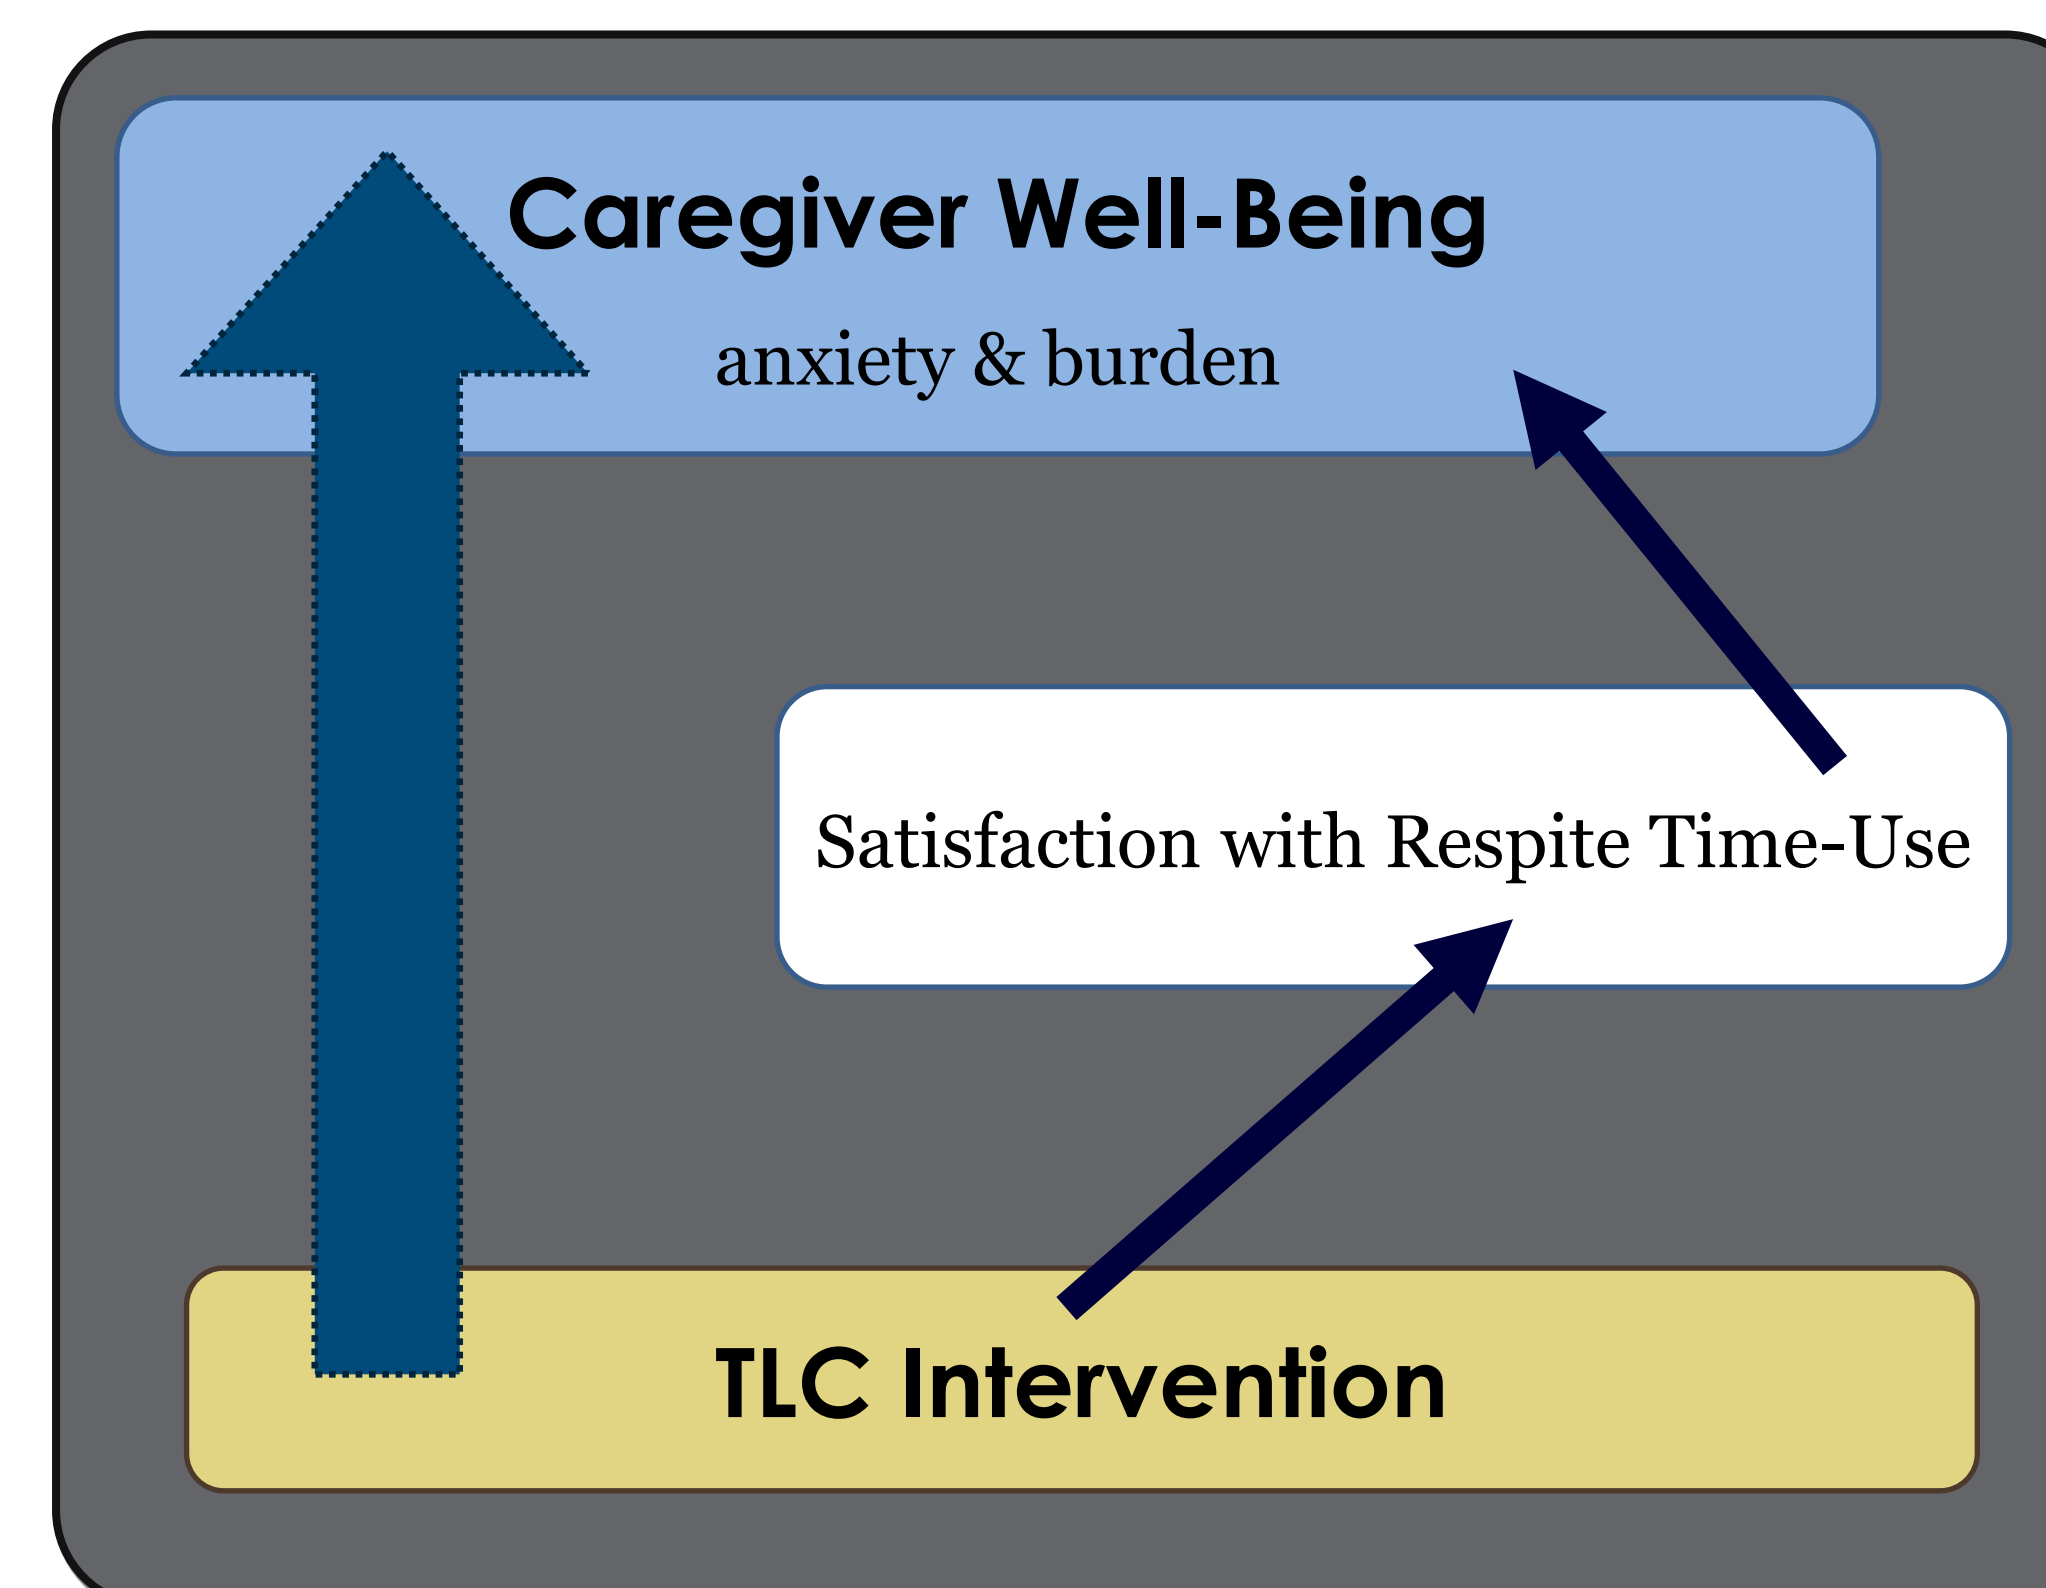 Caregiver Well-Being
anxiety & burden
Satisfaction with Respite Time-Use
TLC Intervention